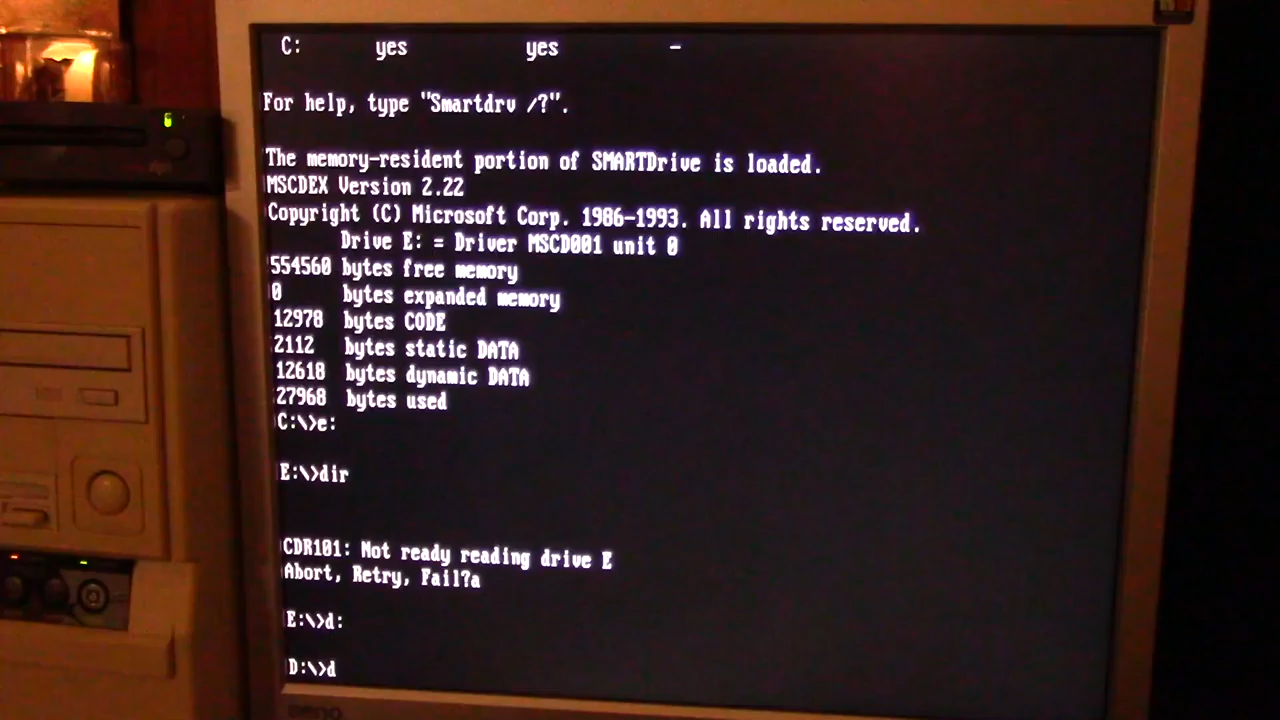 C: yes yes -
For help, type "Smartdrv /?".
The memory-resident portion of SMARTDrive is loaded.
MSCDEX Version 2.22
Copyright (C) Microsoft Corp. 1986-1993. All rights reserved.
Drive E: = Driver MSCD001 unit 0
554560 bytes free memory
0 bytes expanded memory
12978 bytes CODE
2112 bytes static DATA
12618 bytes dynamic DATA
27968 bytes used
C:\>e:
E:\>dir
CDR101: Not ready reading drive E
Abort, Retry, Fail?a
E:\>d:
D:\>d